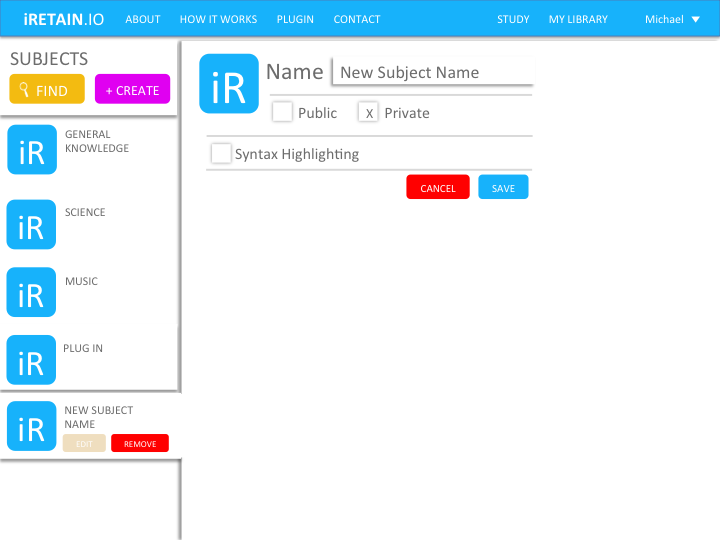 iRETAIN.IO ABOUT HOW IT WORKS PLUGIN CONTACT STUDY MY LIBRARY Michael
SUBJECTS
FIND + CREATE
iR GENERAL
KNOWLEDGE
iR SCIENCE
iR MUSIC
iR PLUG IN
iR NEW SUBJECT
NAME
EDIT REMOVE
iR Name New Subject Name
Public x Private
Syntax Highlighting
CANCEL SAVE